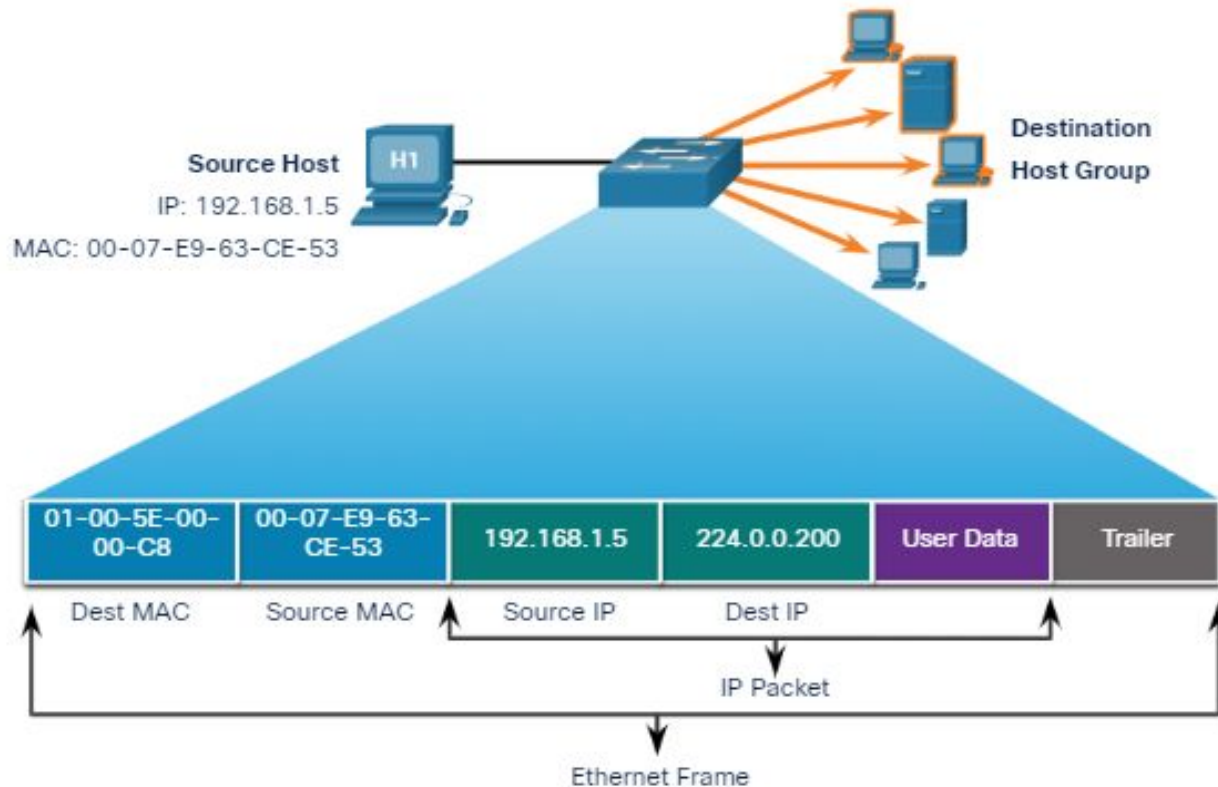 Source Host
IP: 192.168.1.5
MAC: 00-07-E9-63-CE-53
H1
Destination
Host Group
01-00-5E-00-
00-C8
00-07-E9-63-
CE-53
192.168.1.5
224.0.0.200
User Data
Trailer
Dest MAC
Source MAC
Source IP
Dest IP
IP Packet
Ethernet Frame